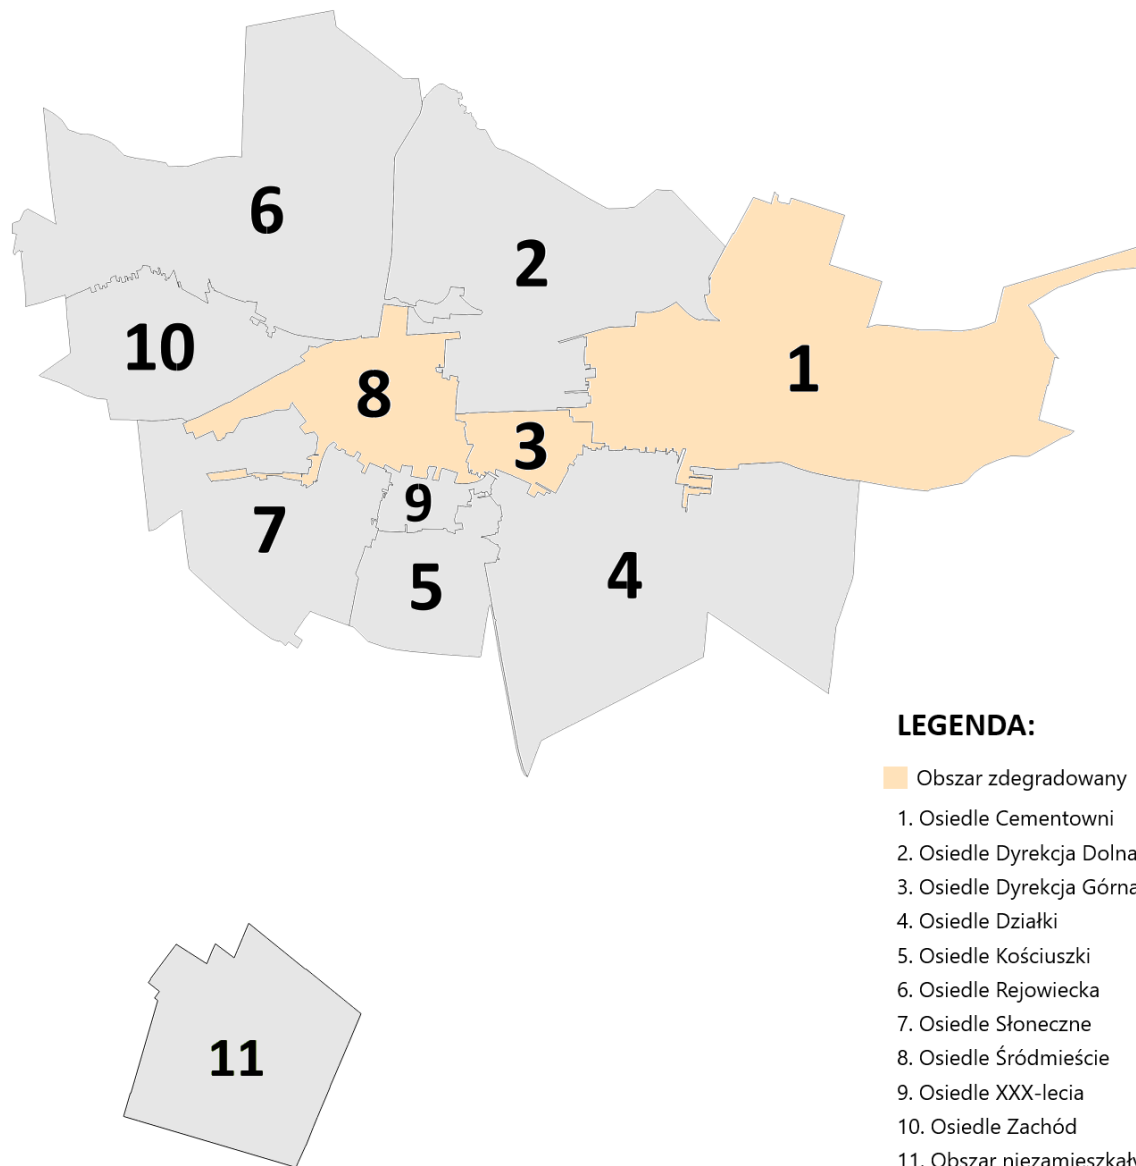 6
2
10
1
8
3
9
7
5
4
LEGENDA:
Obszar zdegradowany
1. Osiedle Cementowni
2. Osiedle Dyrekcja Dolna
3. Osiedle Dyrekcja Górna
4. Osiedle Działki
5. Osiedle Kościuszki
6. Osiedle Rejowiecka
7. Osiedle Słoneczne
8. Osiedle Śródmieście
9. Osiedle XXX-lecia
10. Osiedle Zachód
11. Obszar niezamieszkały
11